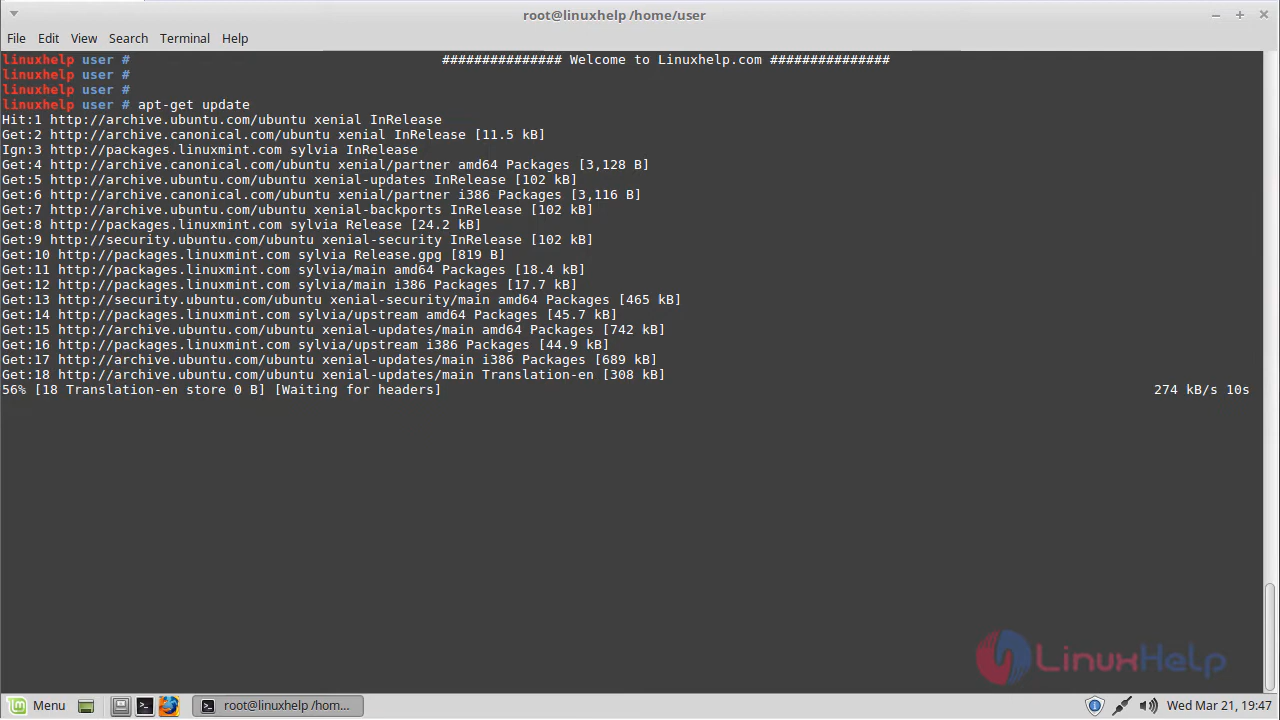 root@linuxhelp /home/user
File Edit View Search Terminal Help
linuxhelp user # ############### Welcome to Linuxhelp.com ###############
linuxhelp user #
linuxhelp user #
linuxhelp user # apt-get update
Hit:1 http://archive.ubuntu.com/ubuntu xenial InRelease
Get:2 http://archive.canonical.com/ubuntu xenial InRelease [11.5 kB]
Ign:3 http://packages.linuxmint.com sylvia InRelease
Get:4 http://archive.canonical.com/ubuntu xenial/partner amd64 Packages [3,128 B]
Get:5 http://archive.ubuntu.com/ubuntu xenial-updates InRelease [102 kB]
Get:6 http://archive.canonical.com/ubuntu xenial/partner i386 Packages [3,116 B]
Get:7 http://archive.ubuntu.com/ubuntu xenial-backports InRelease [102 kB]
Get:8 http://packages.linuxmint.com sylvia Release [24.2 kB]
Get:9 http://security.ubuntu.com/ubuntu xenial-security InRelease [102 kB]
Get:10 http://packages.linuxmint.com sylvia Release.gpg [819 B]
Get:11 http://packages.linuxmint.com sylvia/main amd64 Packages [18.4 kB]
Get:12 http://packages.linuxmint.com sylvia/main i386 Packages [17.7 kB]
Get:13 http://security.ubuntu.com/ubuntu xenial-security/main amd64 Packages [465 kB]
Get:14 http://packages.linuxmint.com sylvia/upstream amd64 Packages [45.7 kB]
Get:15 http://archive.ubuntu.com/ubuntu xenial-updates/main amd64 Packages [742 kB]
Get:16 http://packages.linuxmint.com sylvia/upstream i386 Packages [44.9 kB]
Get:17 http://archive.ubuntu.com/ubuntu xenial-updates/main i386 Packages [689 kB]
Get:18 http://archive.ubuntu.com/ubuntu xenial-updates/main Translation-en [308 kB]
56% [18 Translation-en store 0 B] [Waiting for headers] 274 kB/s 10s
LinuxHelp
Menu root@linuxhelp /hom... Wed Mar 21, 19:47